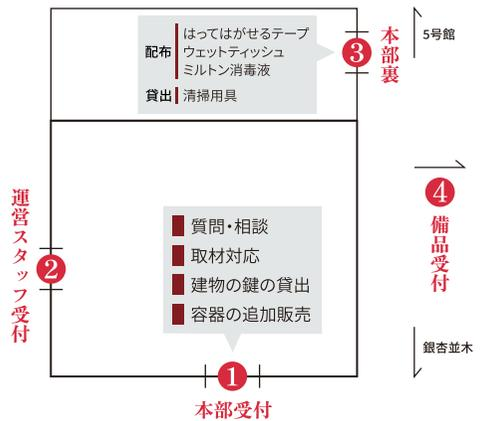 配布
はってはがせるテープ
ウェットティッシュ
ミルトン消毒液
貸出
清掃用具
3
本部裏
5号館
4
備品受付
2
運営スタッフ受付
質問・相談
取材対応
建物の鍵の貸出
容器の追加販売
1
本部受付
銀杏並木